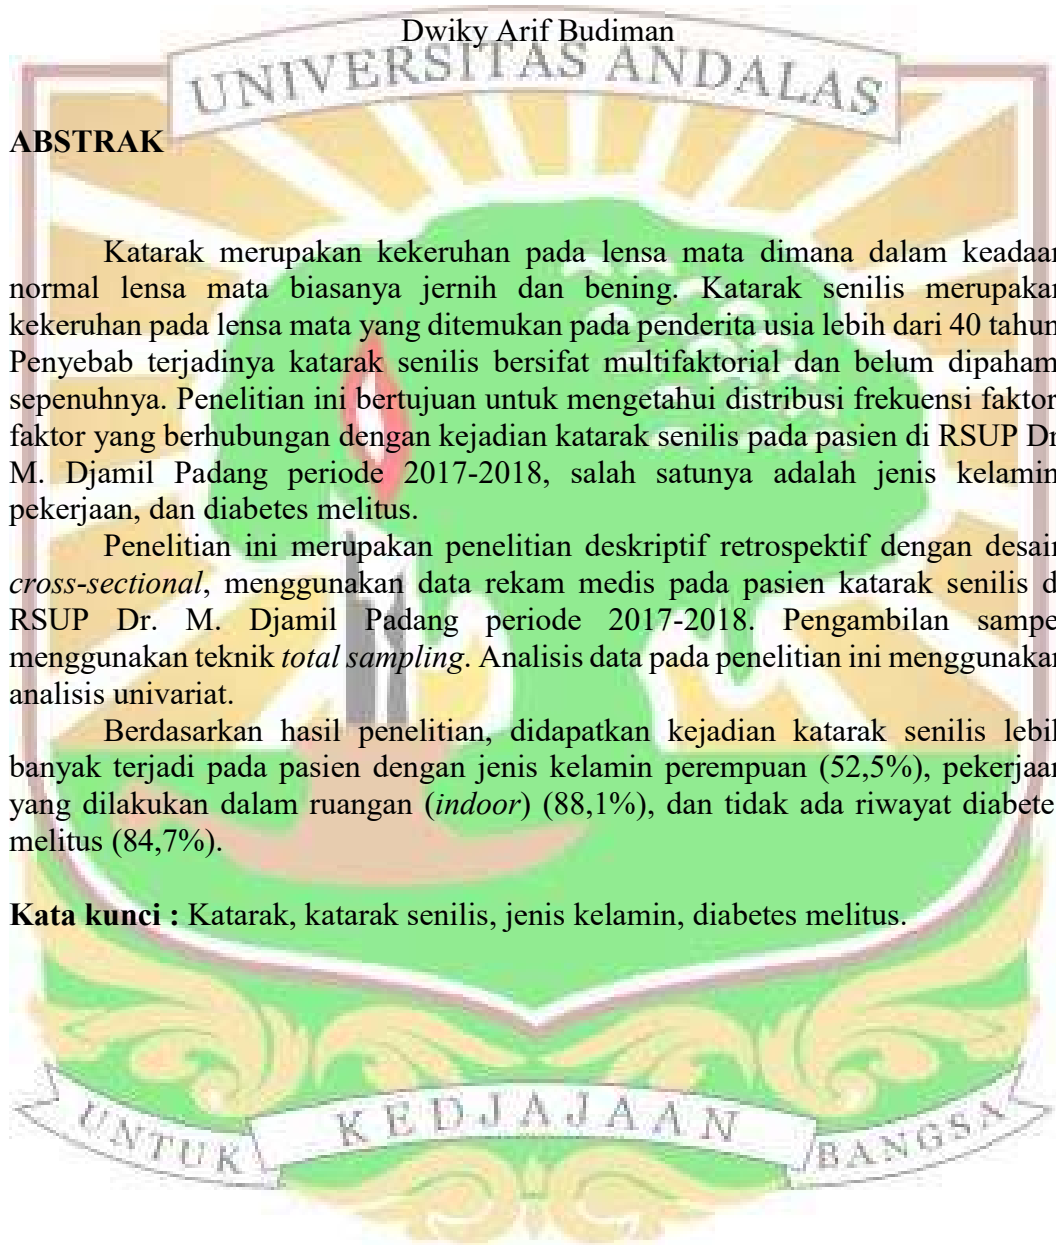 Dwiky Arif Budiman
UNIVERSITAS ANDALAS
ABSTRAK
Katarak merupakan kekeruhan pada lensa mata dimana dalam keadaan
normal lensa mata biasanya jernih dan bening. Katarak senilis merupakan
kekeruhan pada lensa mata yang ditemukan pada penderita usia lebih dari 40 tahun
Penyebab terjadinya katarak senilis bersifat multifaktorial dan belum dipaham
sepenuhnya. Penelitian ini bertujuan untuk mengetahui distribusi frekuensi faktor
faktor yang berhubungan dengan kejadian katarak senilis pada pasien di RSUP Dr
M. Djamil Padang periode 2017-2018, salah satunya adalah jenis kelamin
pekerjaan, dan diabetes melitus.
Penelitian ini merupakan penelitian deskriptif retrospektif dengan desain
cross-sectional, menggunakan data rekam medis pada pasien katarak senilis d
RSUP Dr. M. Djamil Padang periode 2017-2018. Pengambilan sampe
menggunakan teknik total sampling. Analisis data pada penelitian ini menggunakan
analisis univariat.
Berdasarkan hasil penelitian, didapatkan kejadian katarak senilis lebih
banyak terjadi pada pasien dengan jenis kelamin perempuan (52,5%), pekerjaan
yang dilakukan dalam ruangan (indoor) (88,1%), dan tidak ada riwayat diabete
melitus (84,7%).
Kata kunci : Katarak, katarak senilis, jenis kelamin, diabetes melitus.
UNTUK KEDJAJAAN BANGSA